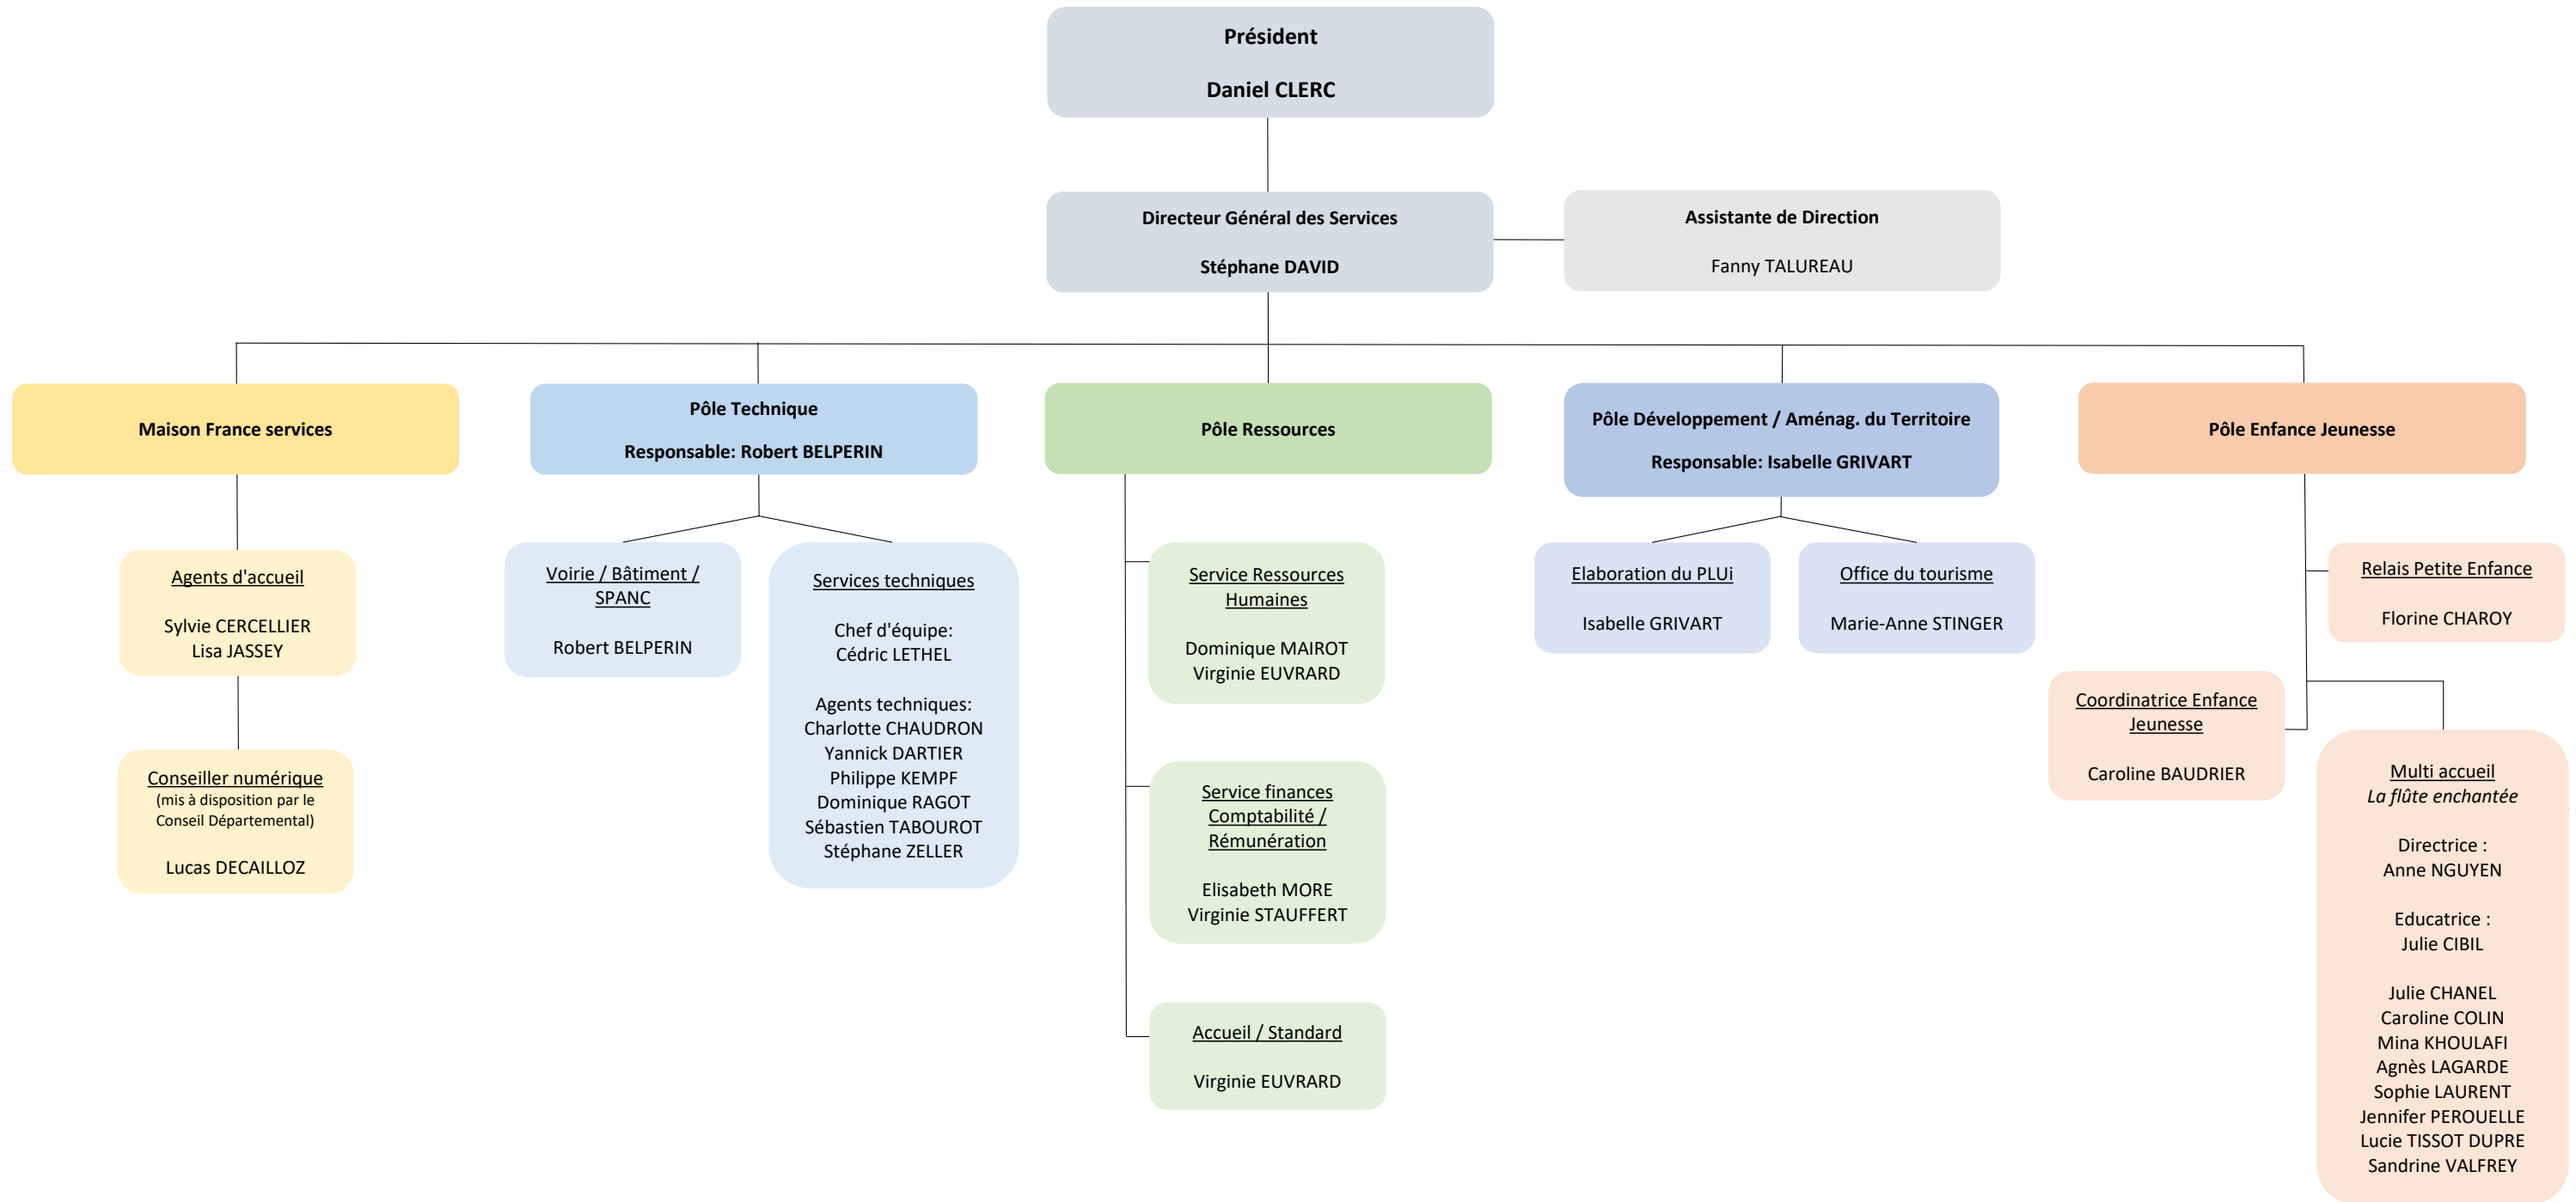 Président
Daniel CLERC
Directeur Général des Services
Stéphane DAVID
Assistante de Direction
Fanny TALUREAU
Maison France services
Agents d'accueil
Sylvie CERCELLIER
Lisa JASSEY
Conseiller numérique
(mis à disposition par le
Conseil Départemental)
Lucas DECAILLOZ
Pôle Technique
Responsable: Robert BELPERIN
Voirie / Bâtiment /
SPANC
Robert BELPERIN
Services techniques
Chef d'équipe:
Cédric LETHEL
Agents techniques:
Charlotte CHAUDRON
Yannick DARTIER
Philippe KEMPF
Dominique RAGOT
Sébastien TABOUROT
Stéphane ZELLER
Pôle Ressources
Service Ressources
Humaines
Dominique MAIROT
Virginie EUVRARD
Service finances
Comptabilité /
Rémunération
Elisabeth MORE
Virginie STAUFFERT
Accueil / Standard
Virginie EUVRARD
Pôle Développement / Aménag. du Territoire
Responsable: Isabelle GRIVART
Elaboration du PLUi
Isabelle GRIVART
Office du tourisme
Marie-Anne STINGER
Pôle Enfance Jeunesse
Relais Petite Enfance
Florine CHAROY
Coordinatrice Enfance
Jeunesse
Caroline BAUDRIER
Multi accueil
La flûte enchantée
Directrice :
Anne NGUYEN
Educatrice :
Julie CIBIL
Julie CHANEL
Caroline COLIN
Mina KHOULAFI
Agnès LAGARDE
Sophie LAURENT
Jennifer PEROUELLE
Lucie TISSOT DUPRE
Sandrine VALFREY